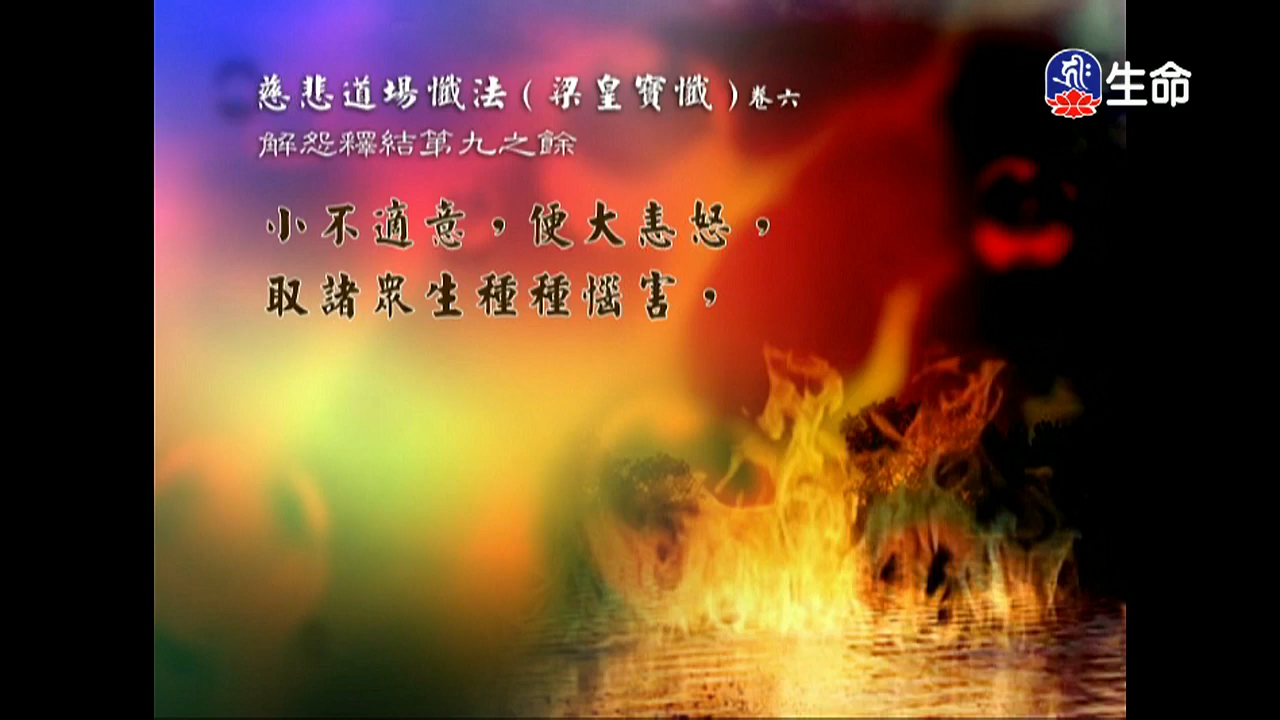 慈悲道場懺法(梁皇寶懺)卷六
解怨釋結第九之餘
小不適意，便大恚怒，
取諸眾生種種惱害，
生命